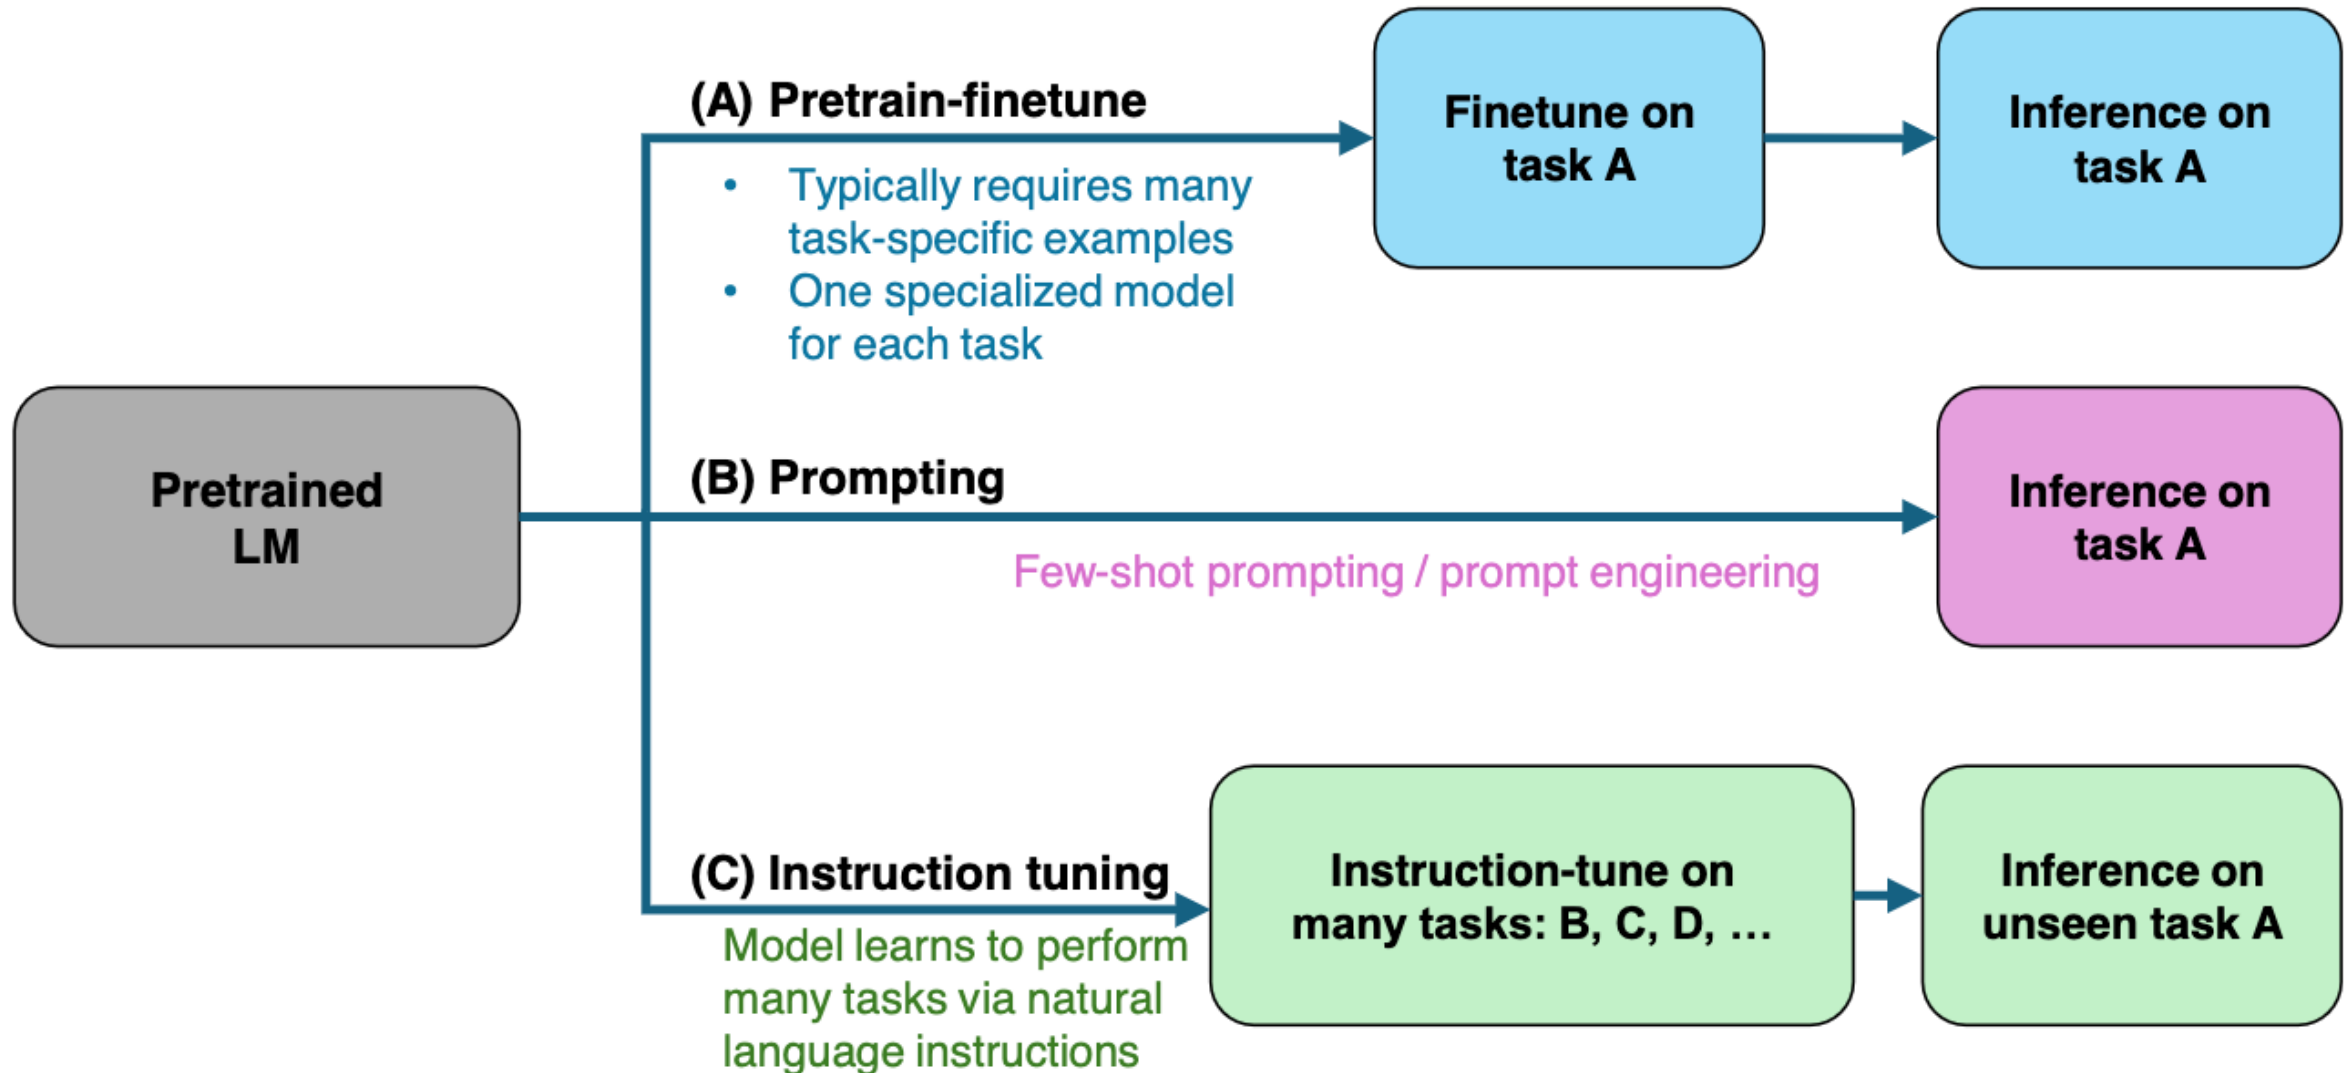 (A) Pretrain-finetune
• Typically requires many
task-specific examples
• One specialized model
for each task
Finetune on
task A
Inference on
task A
Pretrained
LM
(B) Prompting
Few-shot prompting / prompt engineering
Inference on
task A
(C) Instruction tuning
Model learns to perform
many tasks via natural
language instructions
Instruction-tune on
many tasks: B, C, D, ...
Inference on
unseen task A